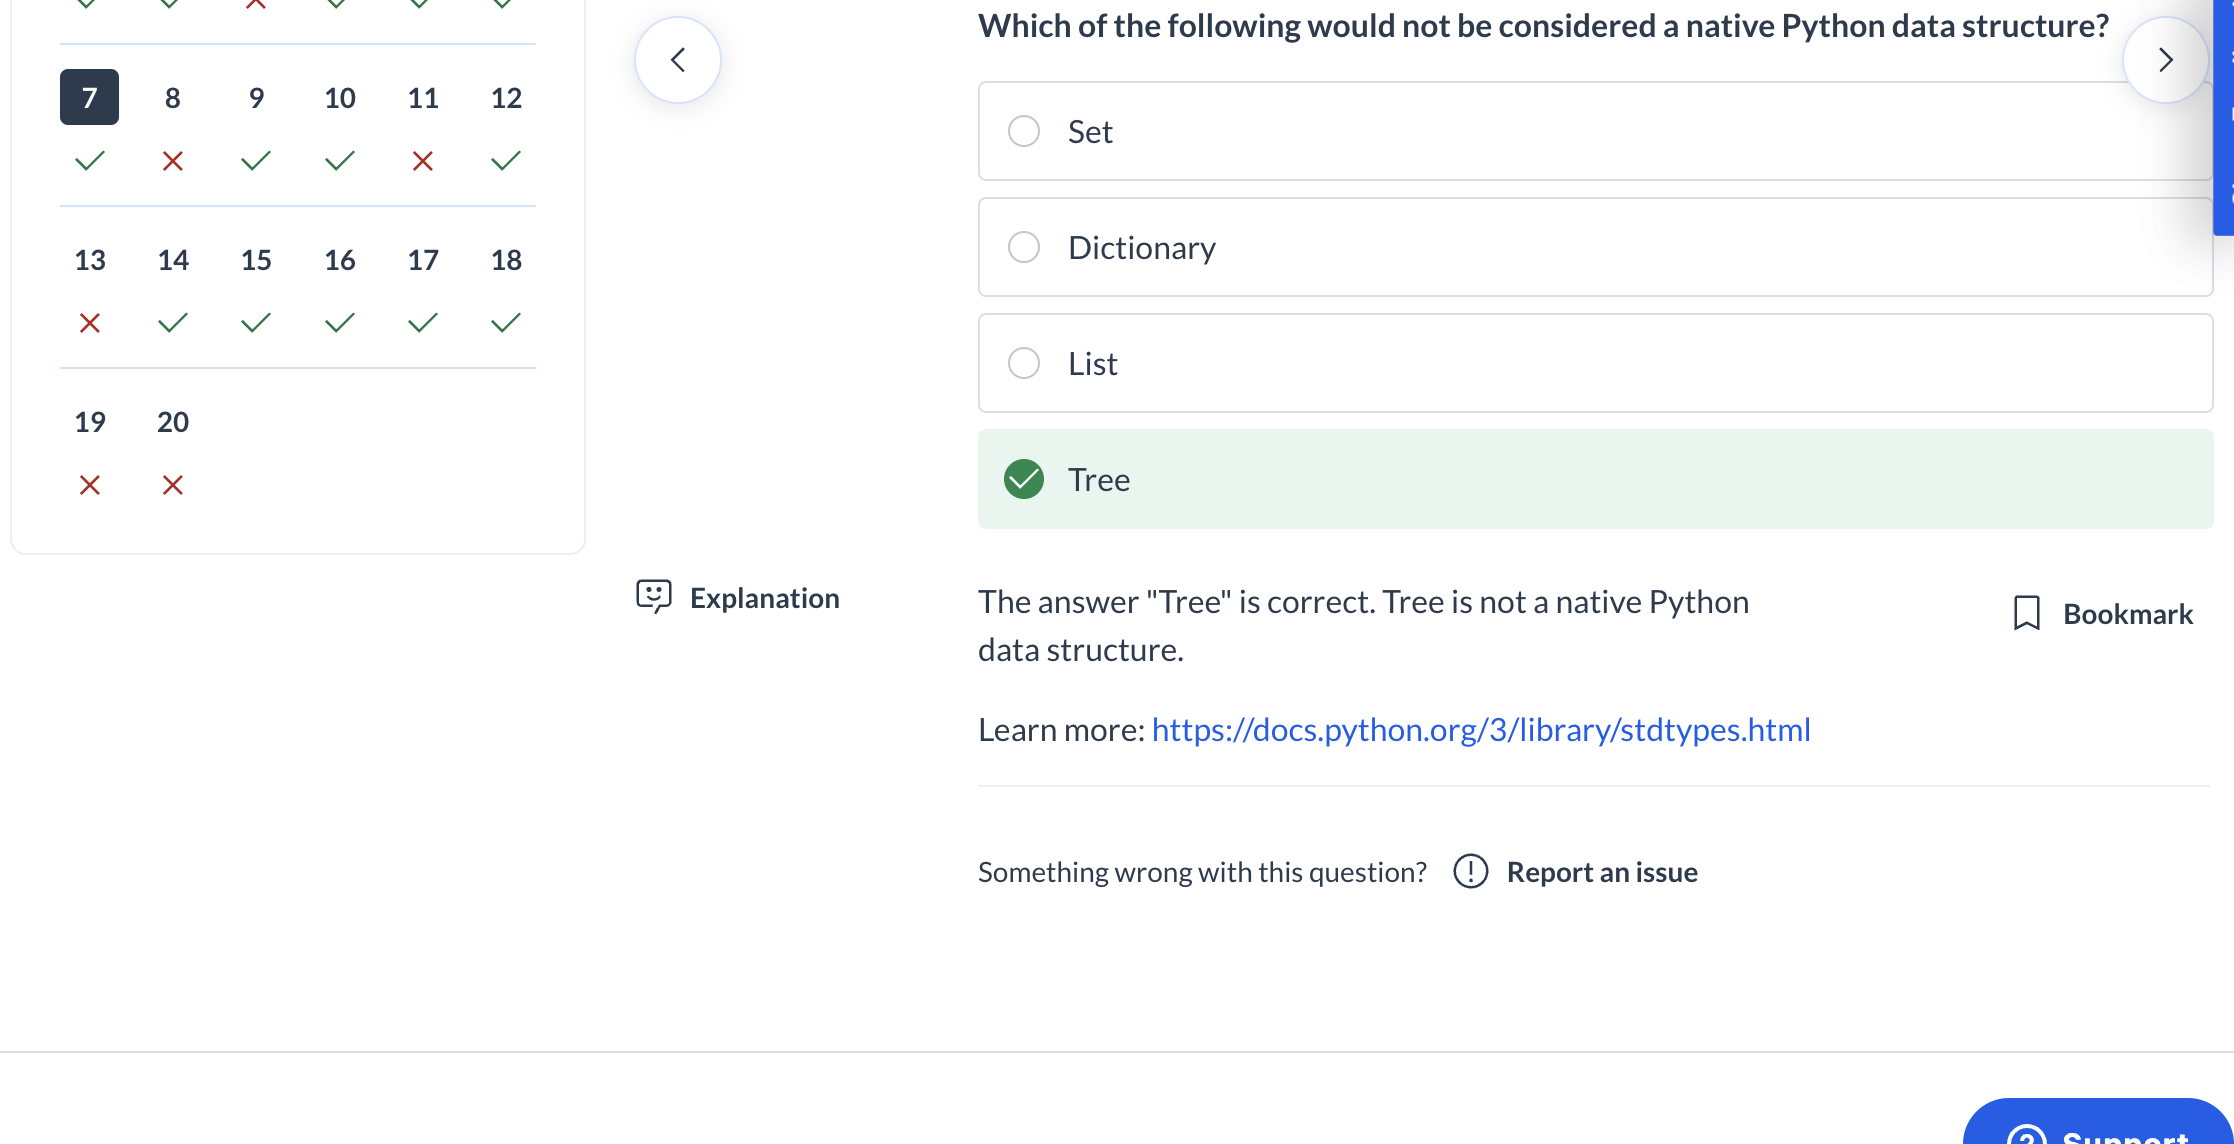 Which of the following would not be considered a native Python data structure?
7 8 9 10 11 12
Set
Dictionary
13 14 15 16 17 18
List
19 20
Tree
Explanation
The answer "Tree" is correct. Tree is not a native Python
data structure.
Bookmark
Learn more: https://docs.python.org/3/library/stdtypes.html
Something wrong with this question? Report an issue
Support